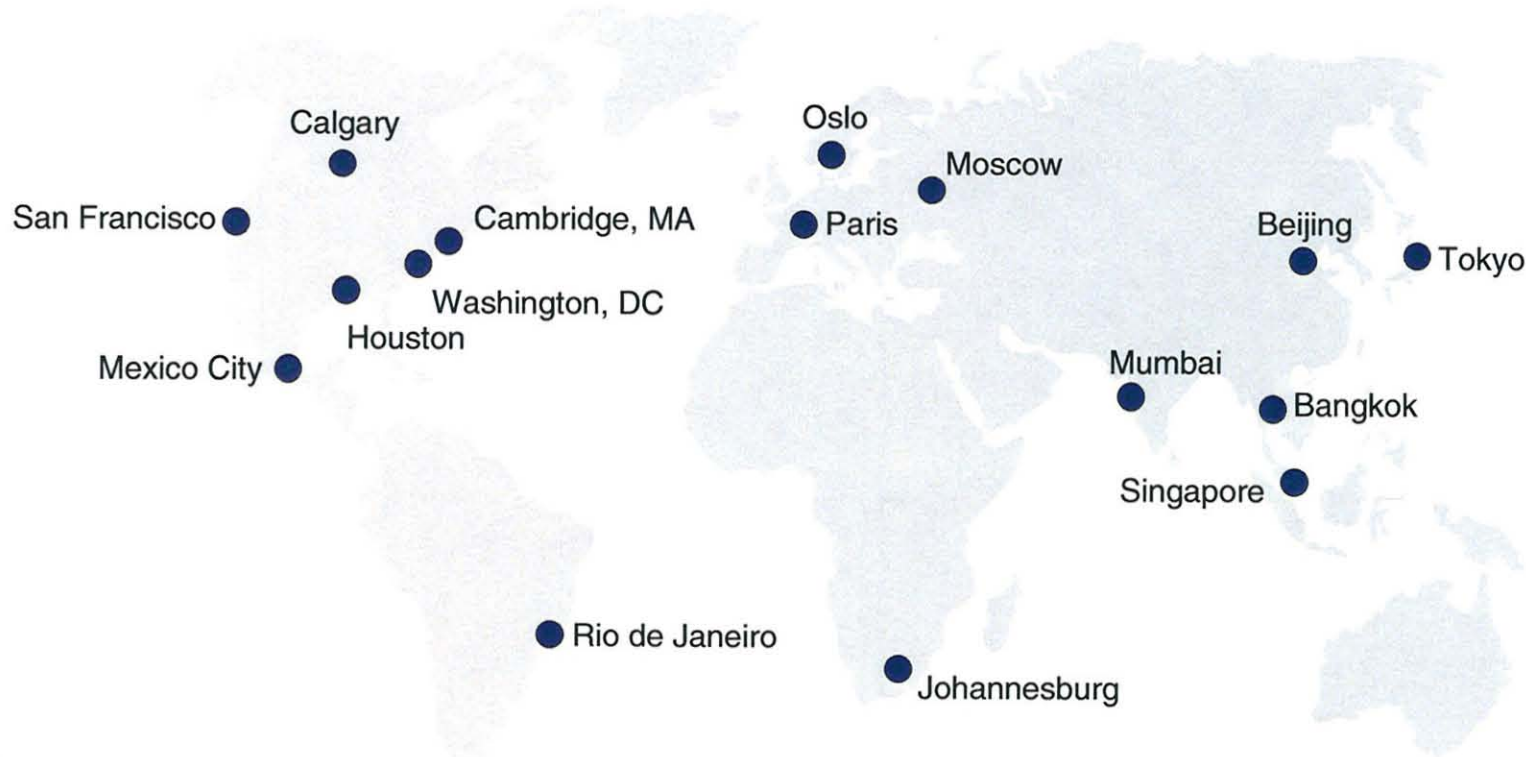 Calgary
Oslo
Moscow
San Francisco
Cambridge, MA
Paris
Beijing
Tokyo
Washington, DC
Houston
Mexico City
Mumbai
Bangkok
Singapore
Rio de Janeiro
Johannesburg